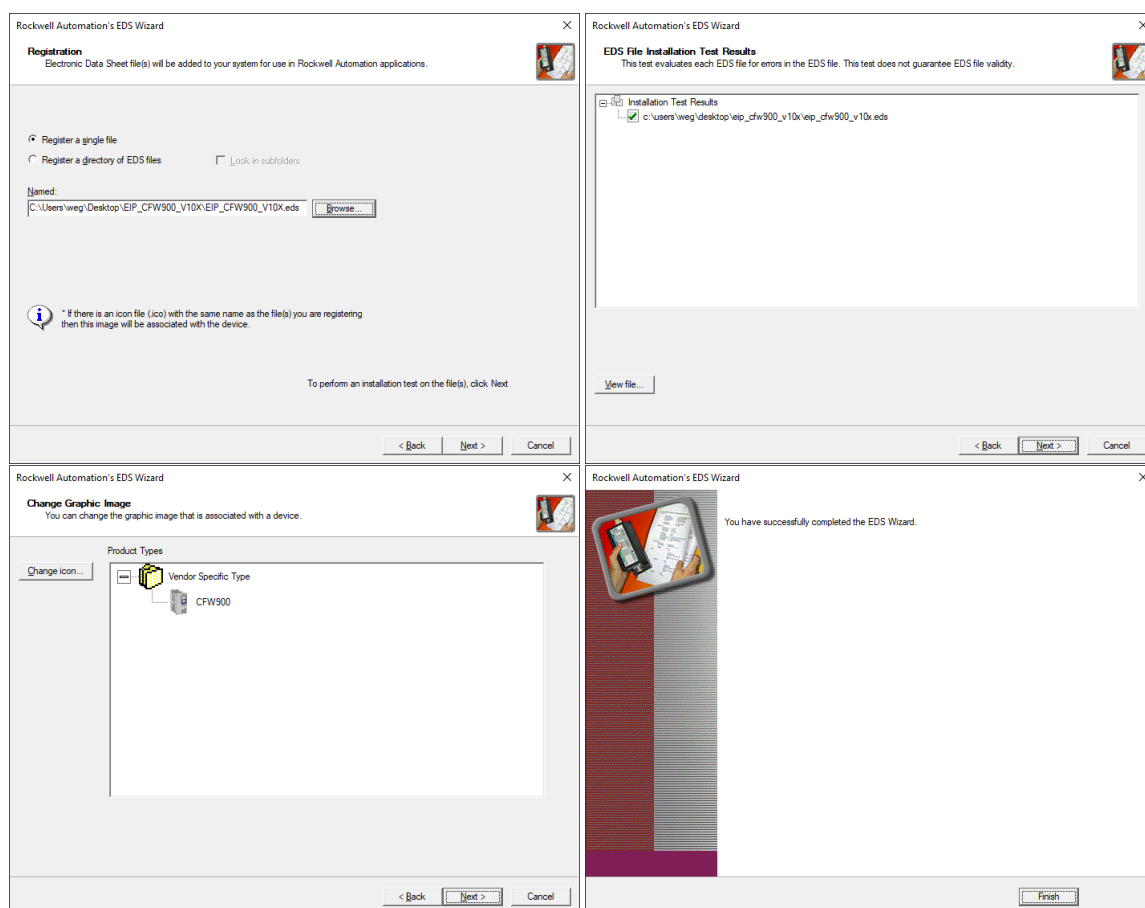 Rockwell Automation's EDS Wizard
Registration
Electronic Data Sheet file(s) will be added to your system for use in Rockwell Automation applications.
Register a single file
Register a directory of EDS files
Look in subfolders
Named:
C:\Users\weg\Desktop\EIP_CFW900_V10X\EIP_CFW900_V10X.eds
Browse...
* If there is an icon file (.ico) with the same name as the file(s) you are registering
then this image will be associated with the device.
To perform an installation test on the file(s), click Next
< Back
Next >
Cancel
Rockwell Automation's EDS Wizard
EDS File Installation Test Results
This test evaluates each EDS file for errors in the EDS file. This test does not guarantee EDS file validity.
Installation Test Results
c:\users\weg\desktop\eip_cfw900_v10x\eip_cfw900_v10x.eds
View file...
< Back
Next >
Cancel
Rockwell Automation's EDS Wizard
Change Graphic Image
You can change the graphic image that is associated with a device.
Product Types
Change icon...
Vendor Specific Type
CFW900
< Back
Next >
Cancel
Rockwell Automation's EDS Wizard
You have successfully completed the EDS Wizard.
Finish